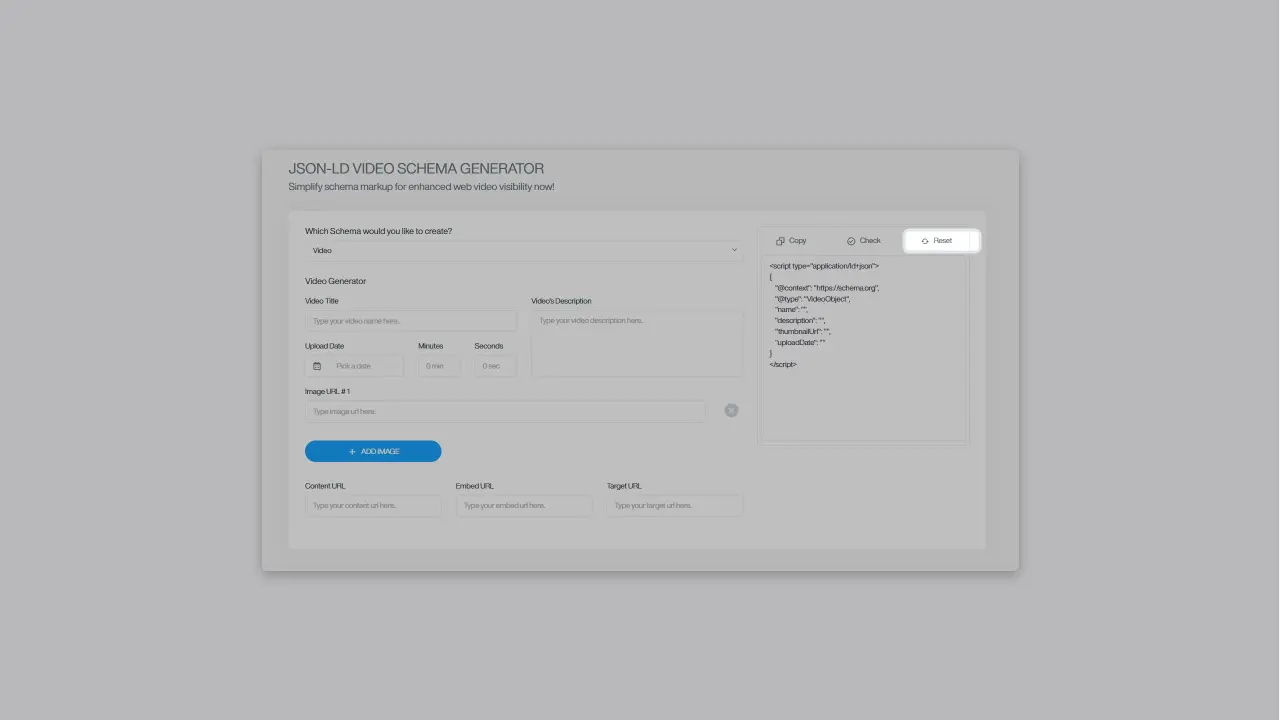 JSON-LD VIDEO SCHEMA GENERATOR
Simplify schema markup for enhanced web video visibility now!
Which Schema would you like to create?
Video
Video Generator
Video Title
Type your video name here.
Video's Description
Type your video description here.
Upload Date
Pick a date
Minutes
0 min
Seconds
0 sec
Image URL # 1
Type image url here.
+ ADD IMAGE
Content URL
Type your content url here.
Embed URL
Type your embed url here.
Target URL
Type your target url here.
Copy
Check
Reset
<script type="application/ld+json">
{
"@context": "https://schema.org",
"@type": "VideoObject",
"name": "",
"description": "",
"thumbnailUrl": "",
"uploadDate": ""
}
</script>